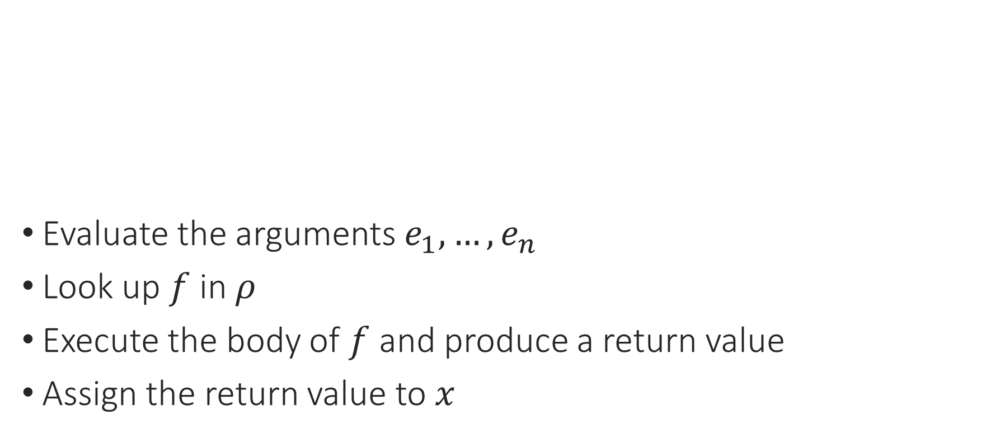 • Evaluate the arguments e₁, … , eₙ
• Look up f in ρ
• Execute the body of f and produce a return value
• Assign the return value to x